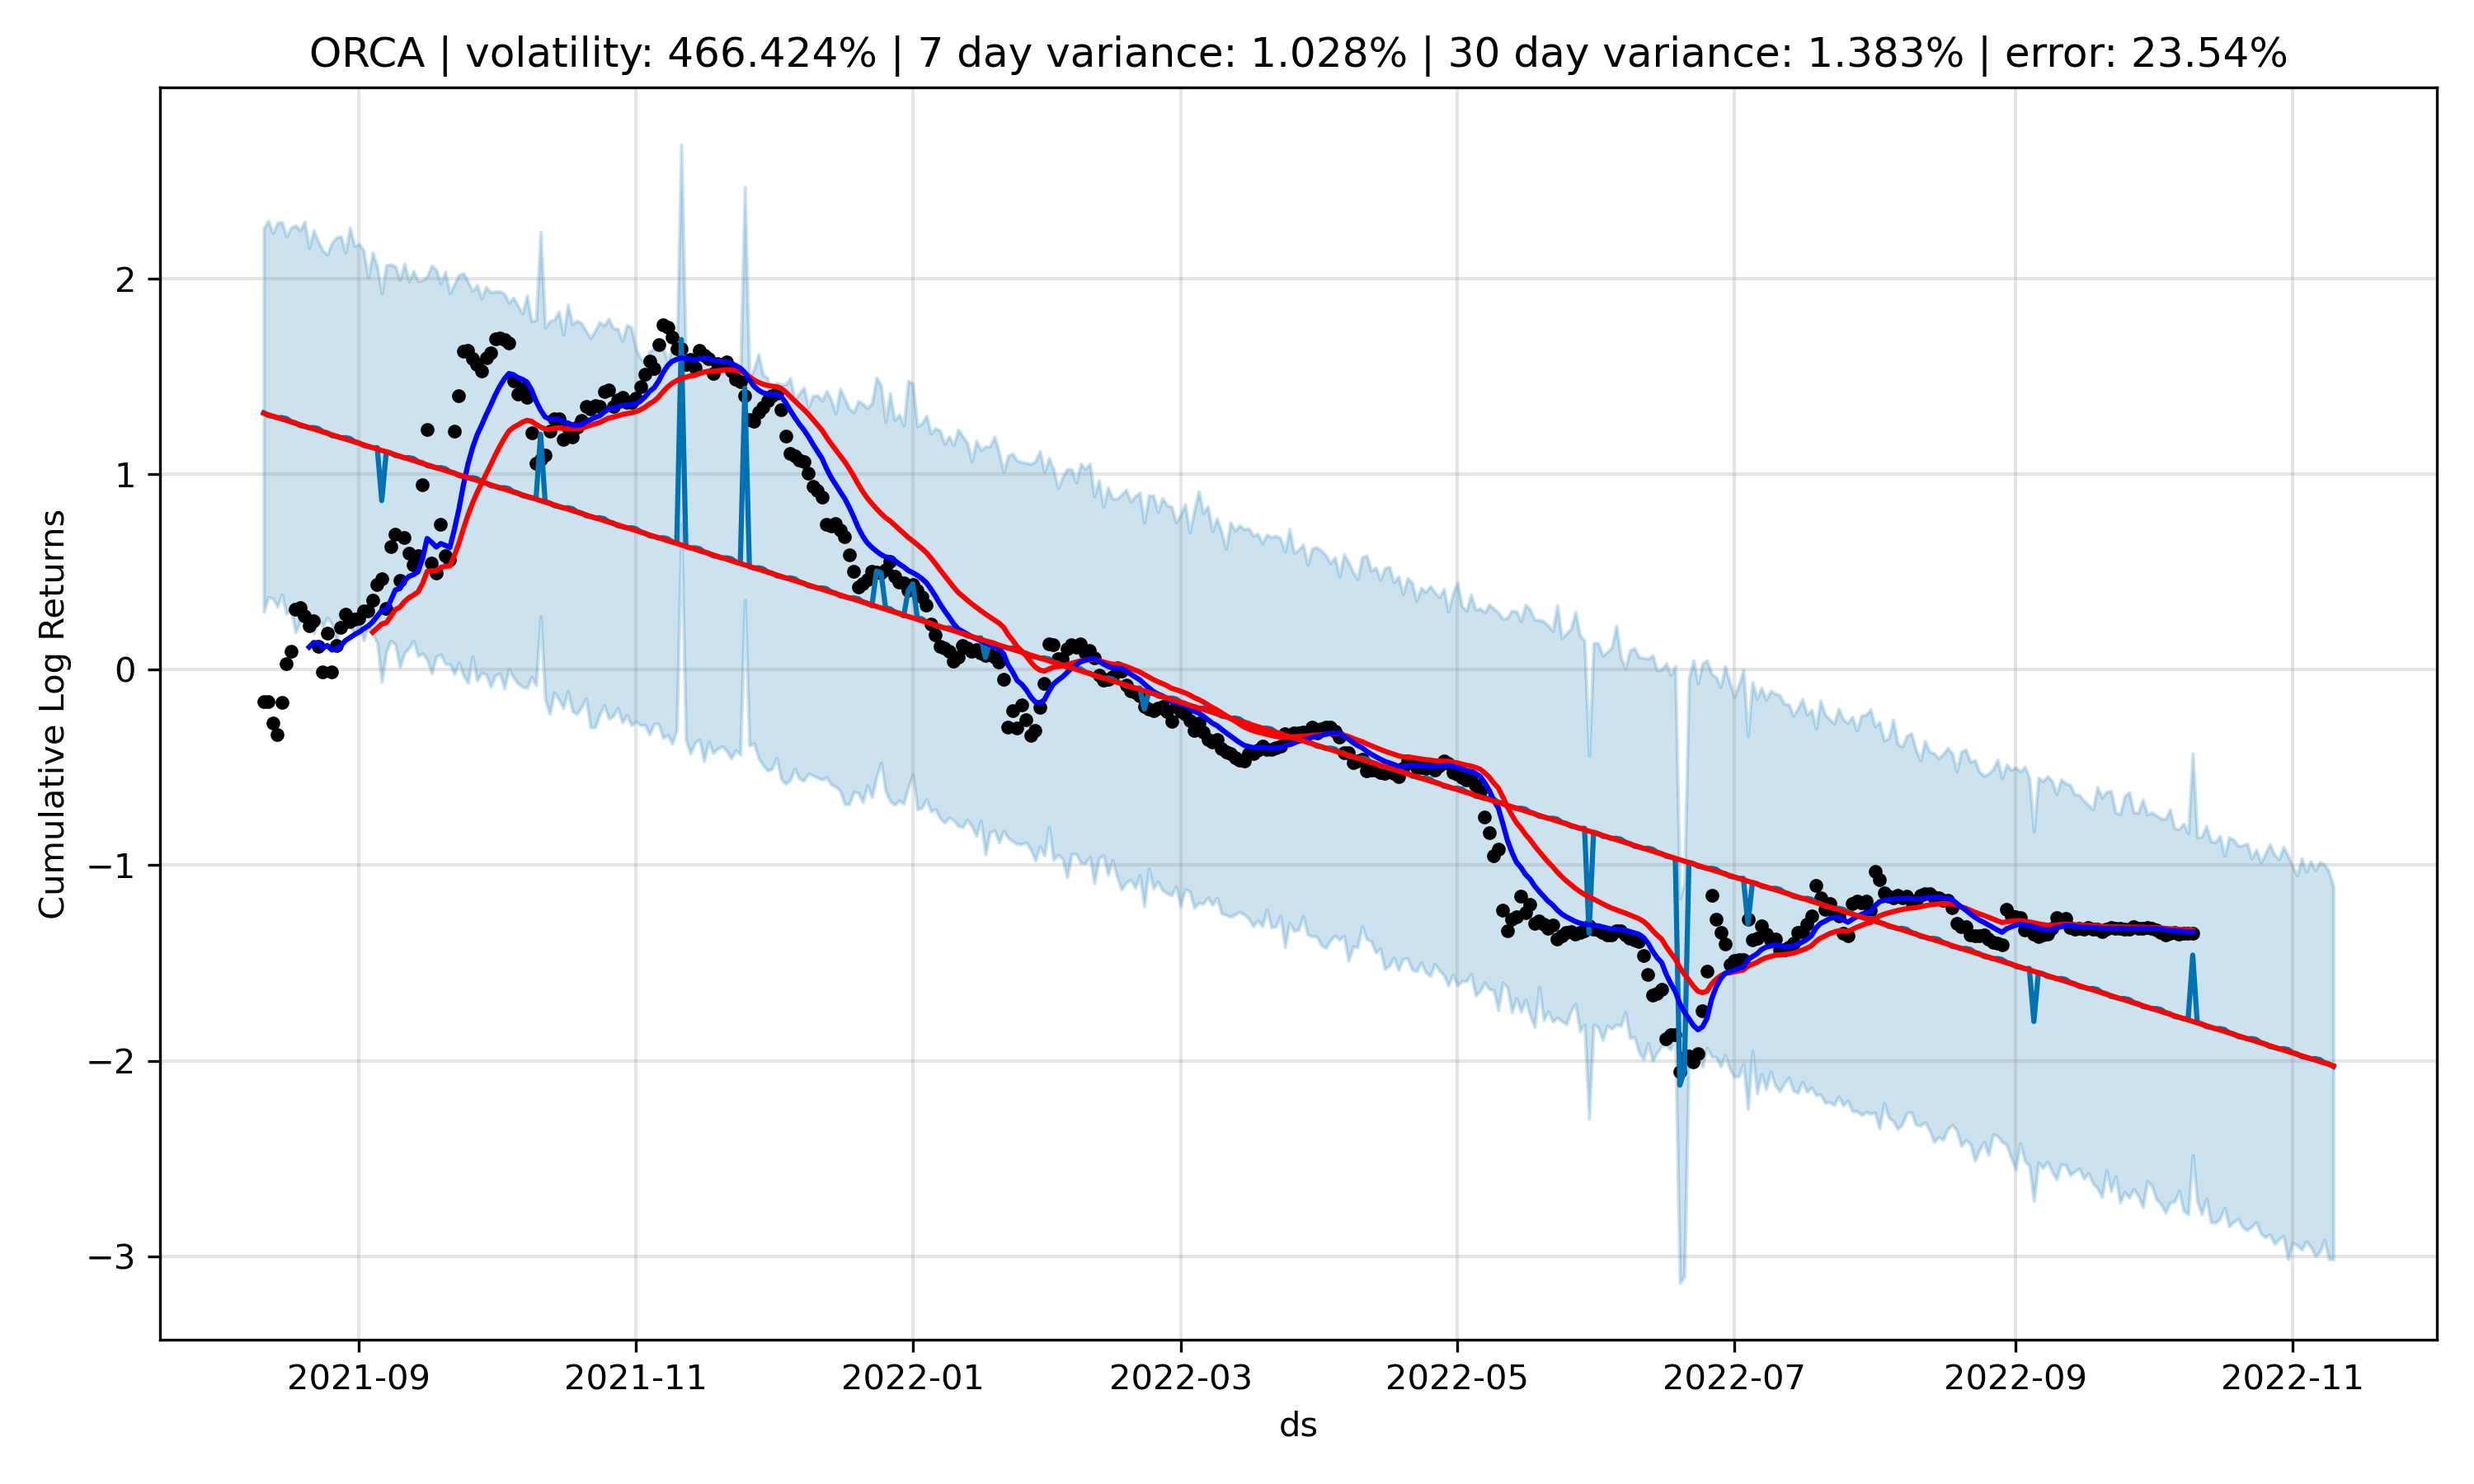 ORCA | volatility: 466.424% | 7 day variance: 1.028% | 30 day variance: 1.383% | error: 23.54%
Cumulative Log Returns
2
1
0
−1
−2
−3
2021-09 2021-11 2022-01 2022-03 2022-05 2022-07 2022-09 2022-11
ds